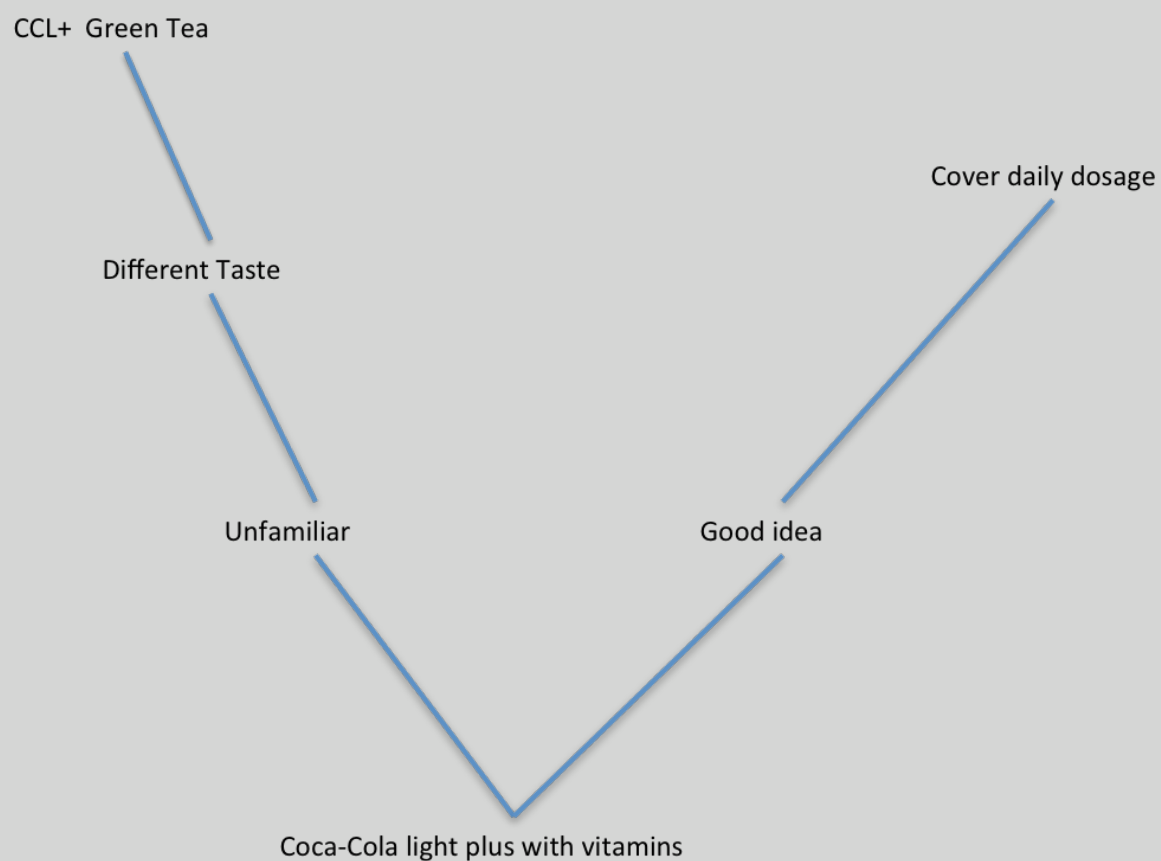 CCL+  Green Tea
Cover daily dosage
Different Taste
Unfamiliar
Good idea
Coca-Cola light plus with vitamins